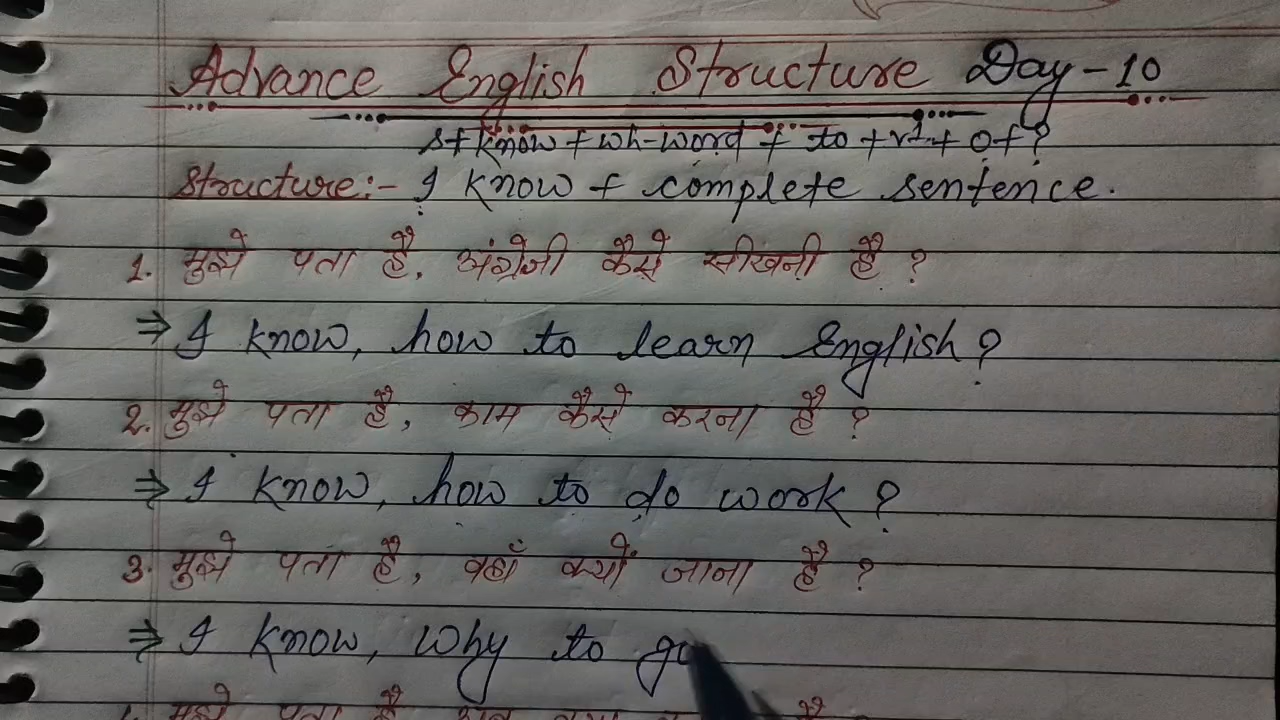 Advance English Structure Day-10
S+Know+wh-word+to+v1+O+?
Structure:- I know + complete sentence.
1. मुझे पता है, अंग्रेजी कैसे सीखनी है ?
⇒ I know, how to learn English?
2. मुझे पता है, काम कैसे करना है ?
⇒ I know, how to do work?
3. मुझे पता है, वहाँ क्यों जाना है ?
⇒ I know, why to go
मुझे पता है